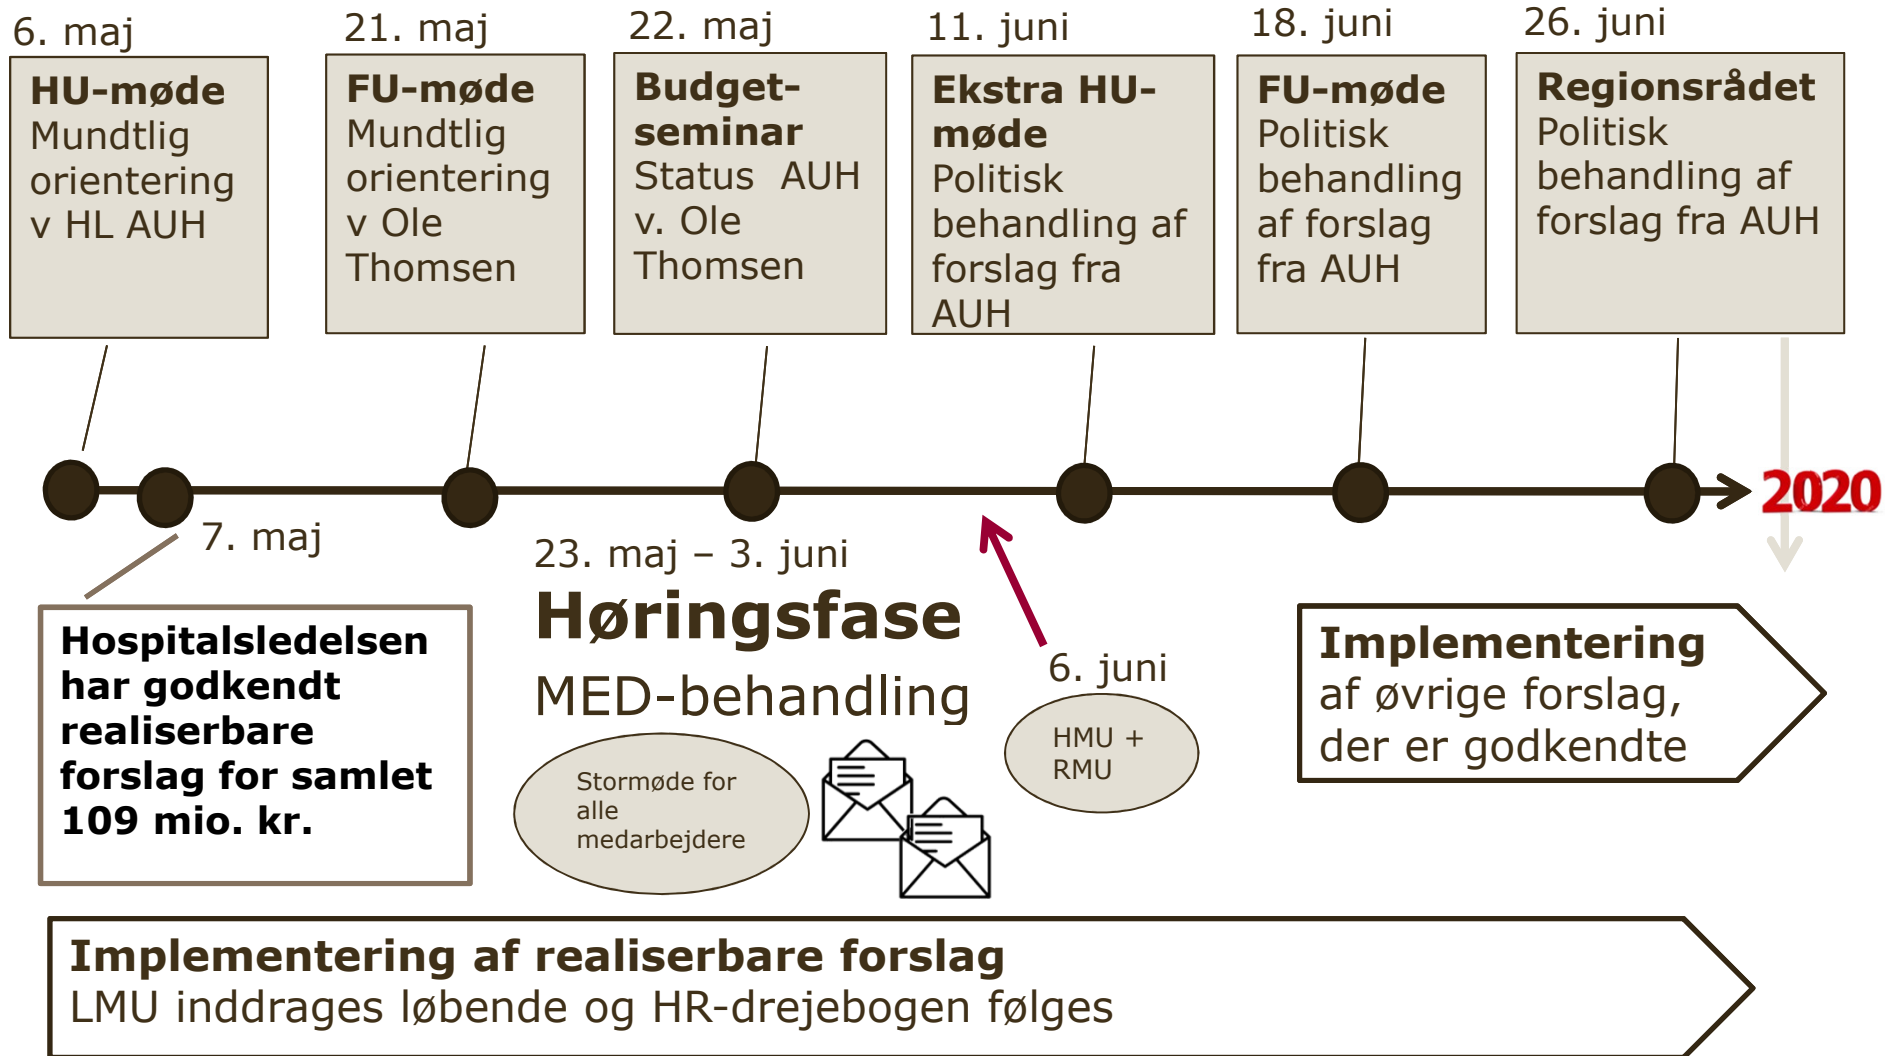 6. maj
HU-møde
Mundtlig
orientering
v HL AUH
21. maj
FU-møde
Mundtlig
orientering
v Ole
Thomsen
22. maj
Budget-
seminar
Status AUH
v. Ole
Thomsen
11. juni
Ekstra HU-
møde
Politisk
behandling af
forslag fra
AUH
18. juni
FU-møde
Politisk
behandling
af forslag
fra AUH
26. juni
Regionsrådet
Politisk
behandling af
forslag fra AUH
2020
7. maj
Hospitalsledelsen
har godkendt
realiserbare
forslag for samlet
109 mio. kr.
23. maj – 3. juni
Høringsfase
MED-behandling
Stormøde for
alle
medarbejdere
6. juni
HMU +
RMU
Implementering
af øvrige forslag,
der er godkendte
Implementering af realiserbare forslag
LMU inddrages løbende og HR-drejebogen følges